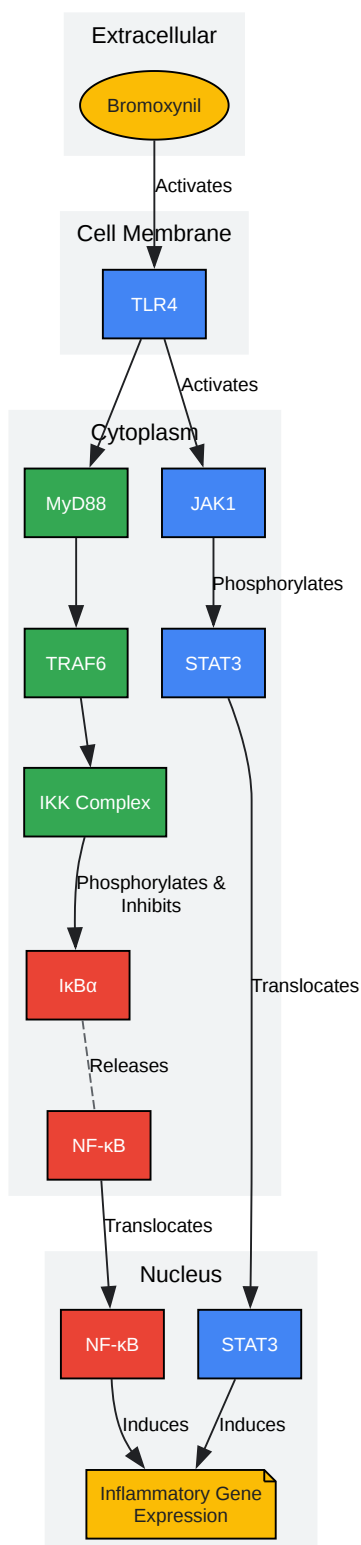 Extracellular
Bromoxynil
Activates
Cell Membrane
TLR4
Activates
Cytoplasm
MyD88
JAK1
Phosphorylates
TRAF6
STAT3
IKK Complex
Phosphorylates &
Inhibits
IκBα
Translocates
Releases
NF-κB
Translocates
Nucleus
NF-κB
STAT3
Induces
Induces
Inflammatory Gene
Expression